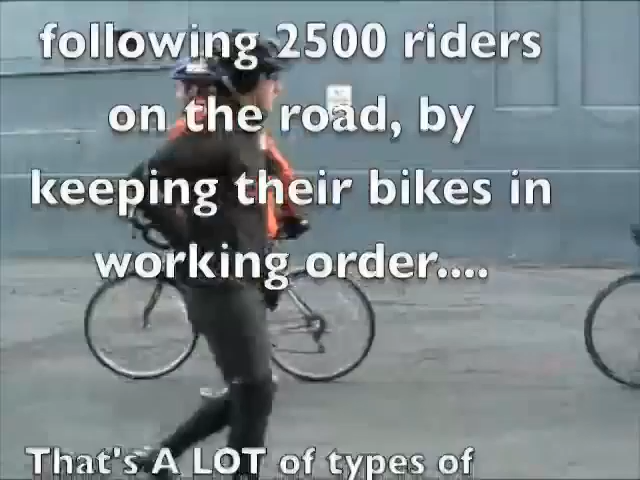 following 2500 riders
on the road, by
keeping their bikes in
working order....
That's A LOT of types of